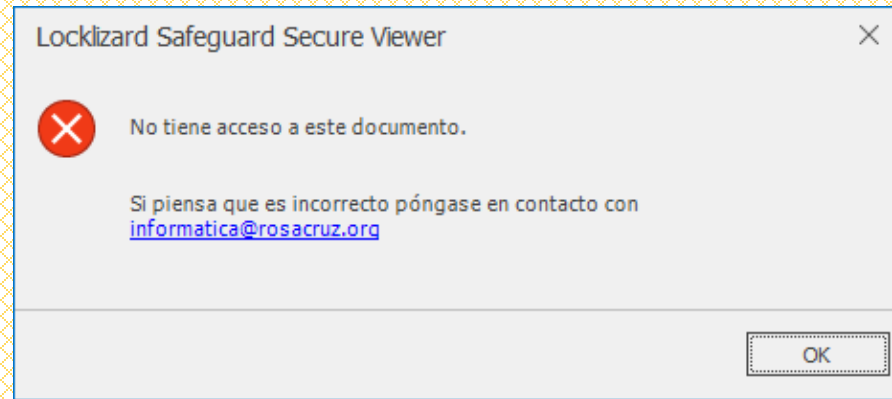 Locklizard Safeguard Secure Viewer
No tiene acceso a este documento.
Si piensa que es incorrecto póngase en contacto con
informatica@rosacruz.org
OK